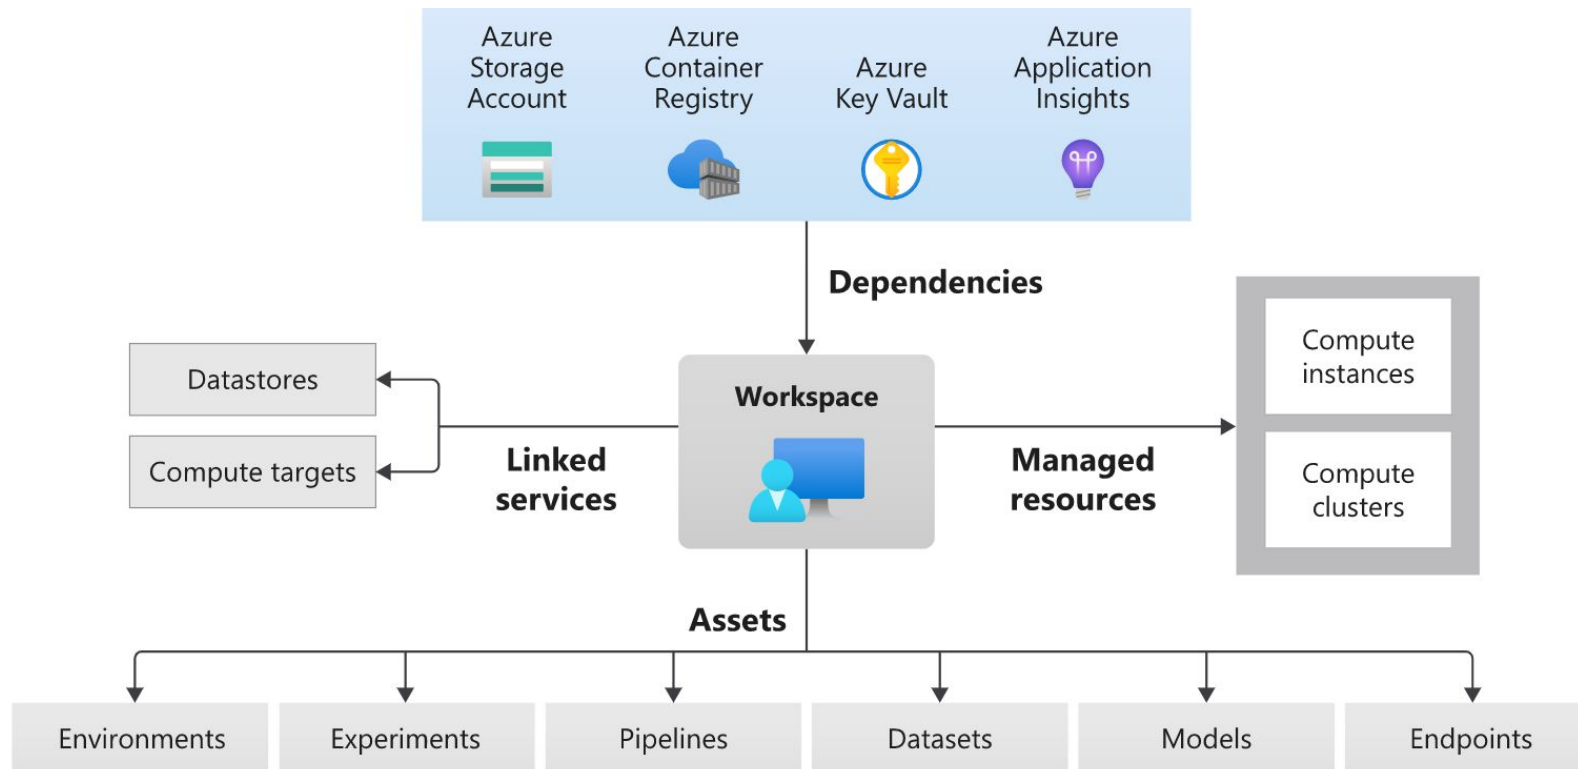 Azure
Storage
Account
Azure
Container
Registry
Azure
Key Vault
Azure
Application
Insights
Dependencies
Datastores
Compute targets
Linked
services
Workspace
Managed
resources
Compute
instances
Compute
clusters
Assets
Environments
Experiments
Pipelines
Datasets
Models
Endpoints